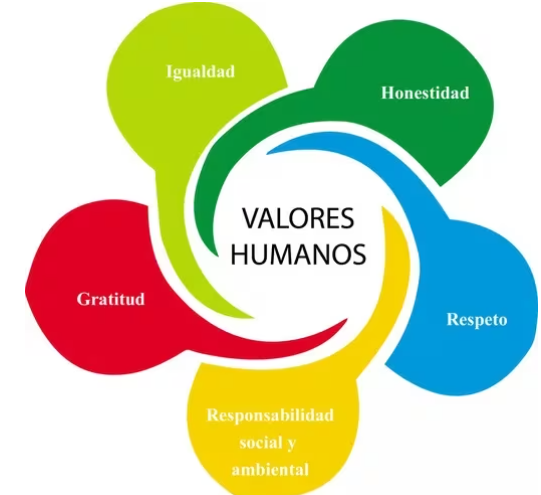 Igualdad
Honestidad
VALORES
HUMANOS
Gratitud
Respeto
Responsabilidad
social y
ambiental